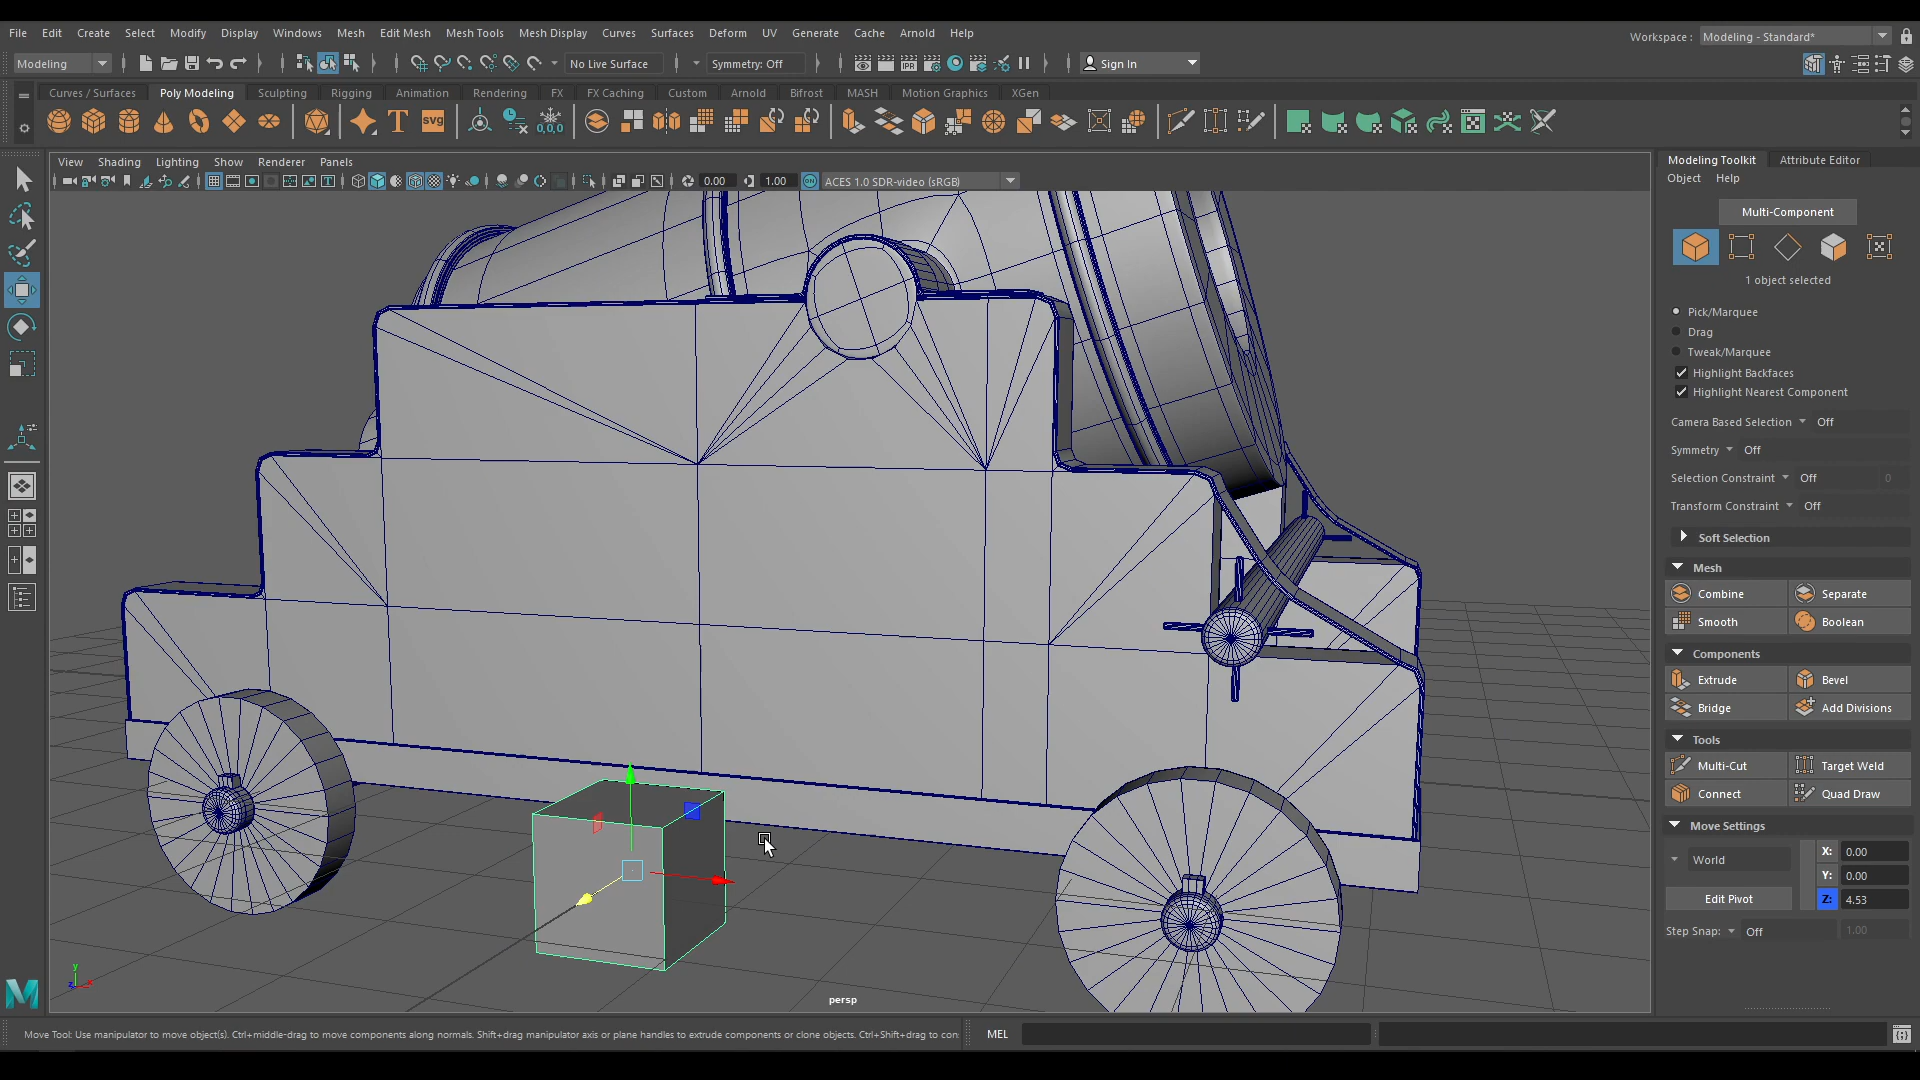 File Edit Create Select Modify Display Windows Mesh Edit Mesh Mesh Tools Mesh Display Curves Surfaces Deform UV Generate Cache Arnold Help
Workspace : Modeling - Standard*
Modeling No Live Surface Symmetry: Off Sign In
Curves / Surfaces Poly Modeling Sculpting Rigging Animation Rendering FX FX Caching Custom Arnold Bifrost MASH Motion Graphics XGen
svg 0,0,0
View Shading Lighting Show Renderer Panels
IPR
0.00 1.00 ON ACES 1.0 SDR-video (sRGB)
Modeling Toolkit Attribute Editor
Object Help
Multi-Component
1 object selected
Pick/Marquee
Drag
Tweak/Marquee
Highlight Backfaces
Highlight Nearest Component
Camera Based Selection Off
Symmetry Off
Selection Constraint Off 0
Transform Constraint Off
Soft Selection
Mesh
Combine Separate
Smooth Boolean
Components
Extrude Bevel
Bridge Add Divisions
Tools
Multi-Cut Target Weld
Connect Quad Draw
Move Settings
World X: 0.00
Y: 0.00
Edit Pivot Z: 4.53
Step Snap: Off 1.00
y
z x
persp
Move Tool: Use manipulator to move object(s). Ctrl+middle-drag to move components along normals. Shift+drag manipulator axis or plane handles to extrude components or clone objects. Ctrl+Shift+drag to con
MEL